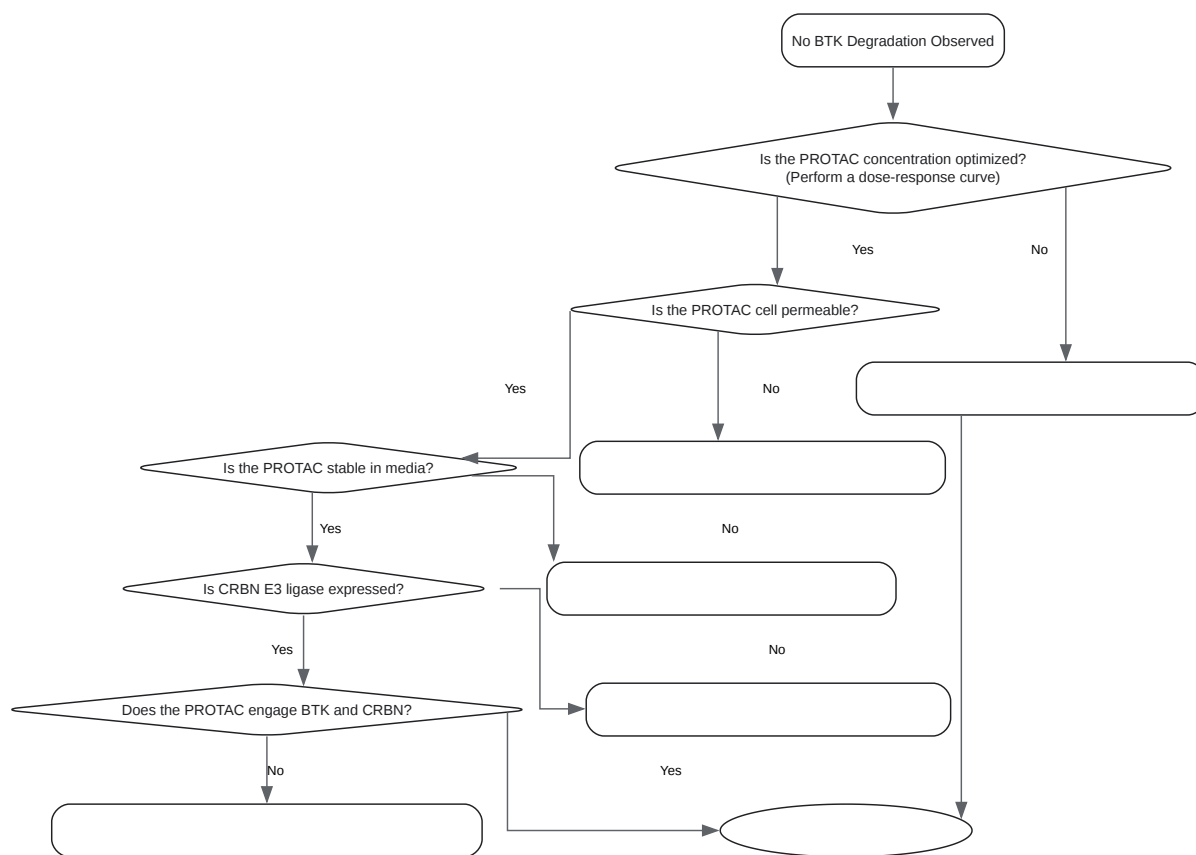 No BTK Degradation Observed
Is the PROTAC concentration optimized?
(Perform a dose-response curve)
Yes
No
Is the PROTAC cell permeable?
Yes
No
Is the PROTAC stable in media?
Yes
No
Is CRBN E3 ligase expressed?
Yes
No
Does the PROTAC engage BTK and CRBN?
No
Yes